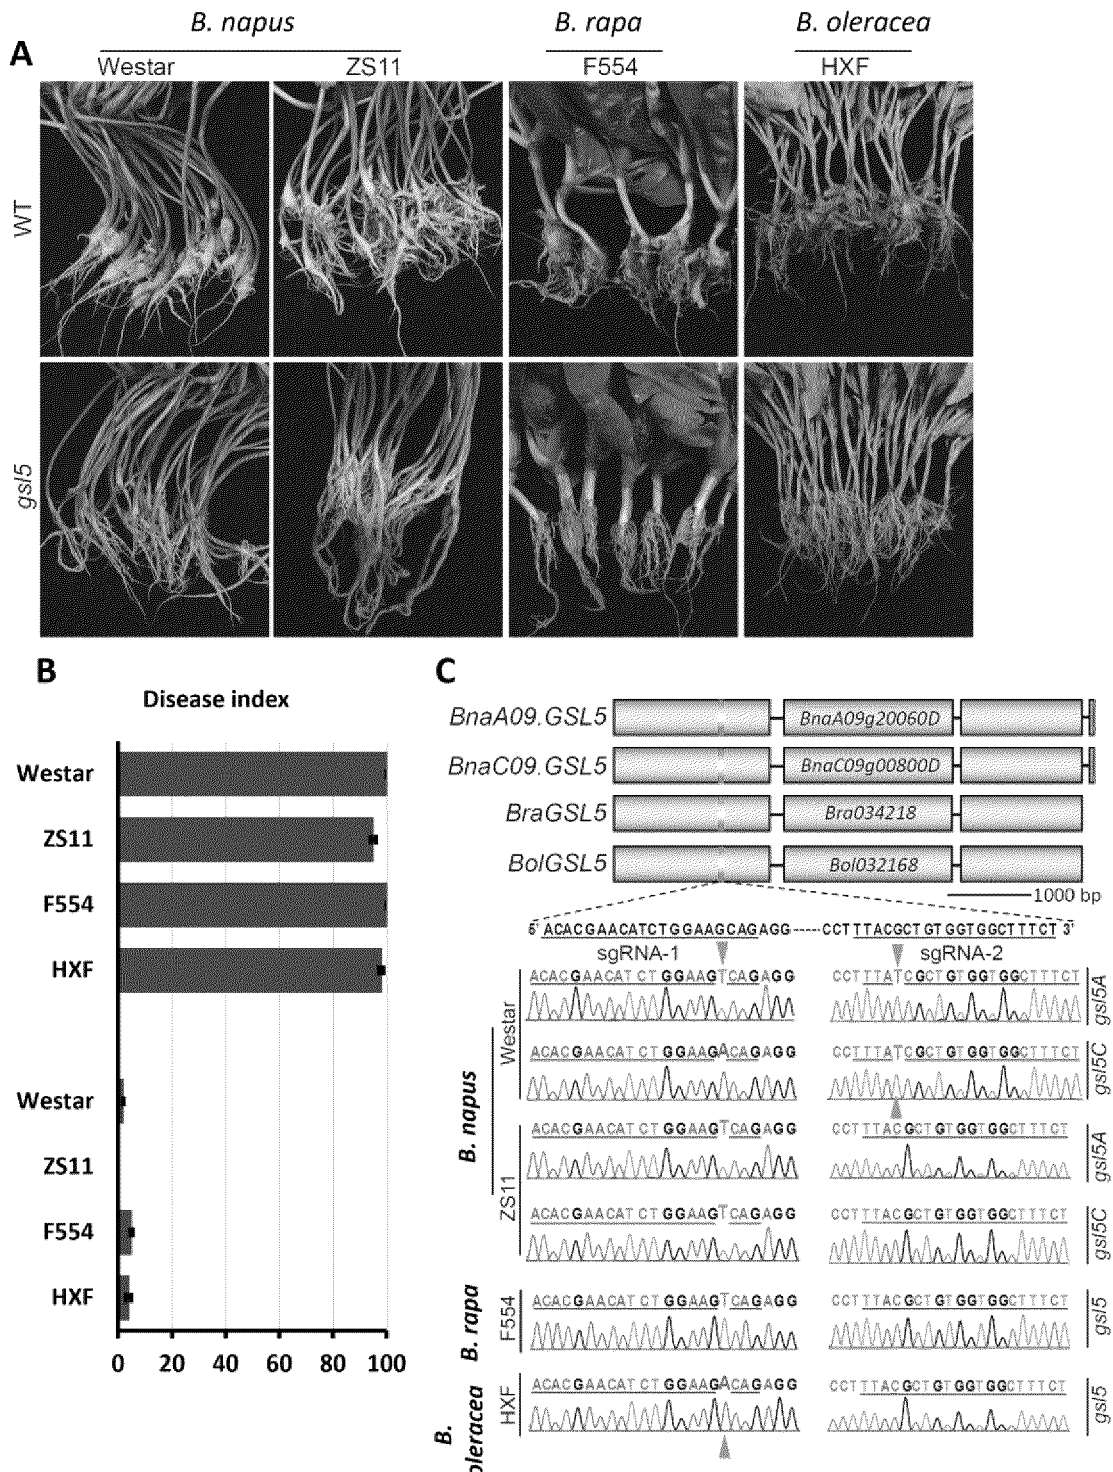 B. napus B. rapa B. oleracea
A
Westar ZS11 F554 HXF
WT
gsl5
B
Disease index
Westar
ZS11
F554
HXF
Westar
ZS11
F554
HXF
0 20 40 60 80 100
C
BnaA09.GSL5 BnaA09g20060D
BnaC09.GSL5 BnaC09g00800D
BraGSL5 Bra034218
BolGSL5 Bol032168
1000 bp
5' ACACGAACATCTGGAAGCAGAGG ---- CCTTTACGCTGTGGTGGCTTTCT 3'
sgRNA-1 sgRNA-2
B. napus
Westar
ACACGAACATCTGGAAGTCAGAGG CCTTTATCGCTGTGGTGGCTTTCT gsl5A
ACACGAACATCTGGAAGACAGAGG CCTTTATCGCTGTGGTGGCTTTCT gsl5C
ZS11
ACACGAACATCTGGAAGTCAGAGG CCTTTACGCTGTGGTGGCTTTCT gsl5A
ACACGAACATCTGGAAGTCAGAGG CCTTTACGCTGTGGTGGCTTTCT gsl5C
B. rapa
F554
ACACGAACATCTGGAAGTCAGAGG CCTTTACGCTGTGGTGGCTTTCT gsl5
B. oleracea
HXF
ACACGAACATCTGGAAGACAGAGG CCTTTACGCTGTGGTGGCTTTCT gsl5